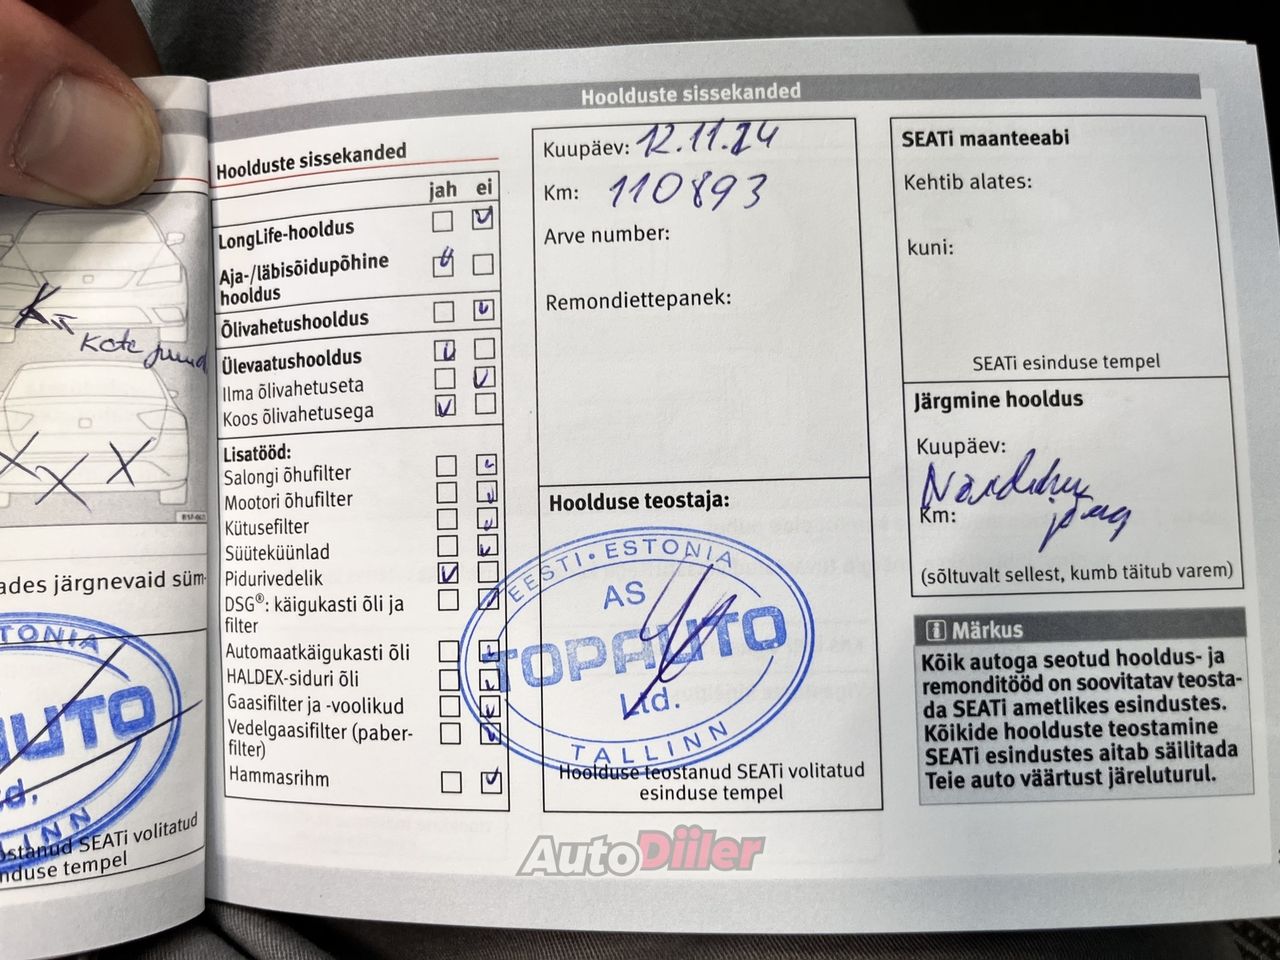 Hoolduste sissekanded
Hoolduste sissekanded
jah ei
LongLife-hooldus
Aja-/läbisõidupõhine
hooldus
Õlivahetushooldus
Ülevaatushooldus
Ilma õlivahetuseta
Koos õlivahetusega
Lisatööd:
Salongi õhufilter
Mootori õhufilter
Kütusefilter
Süüteküünlad
Pidurivedelik
DSG®: käigukasti õli ja
filter
Automaatkäigukasti õli
HALDEX-siduri õli
Gaasifilter ja -voolikud
Vedelgaasifilter (paber-
filter)
Hammasrihm
Kuupäev: 12.11.24
Km: 110893
Arve number:
Remondiettepanek:
Hoolduse teostaja:
EESTI • ESTONIA
AS
TOPAUTO
Ltd.
TALLINN
Hoolduse teostanud SEATi volitatud
esinduse tempel
SEATi maanteeabi
Kehtib alates:
kuni:
SEATi esinduse tempel
Järgmine hooldus
Kuupäev:
Km:
(sõltuvalt sellest, kumb täitub varem)
Märkus
Kõik autoga seotud hooldus- ja
remonditööd on soovitatav teosta-
da SEATi ametlikes esindustes.
Kõikide hoolduste teostamine
SEATi esindustes aitab säilitada
Teie auto väärtust järeluturul.
Kate
ades järgnevaid süm-
TONIA
AUTO
d.
LINN
ostanud SEATi volitatud
nduse tempel
AutoDiiler